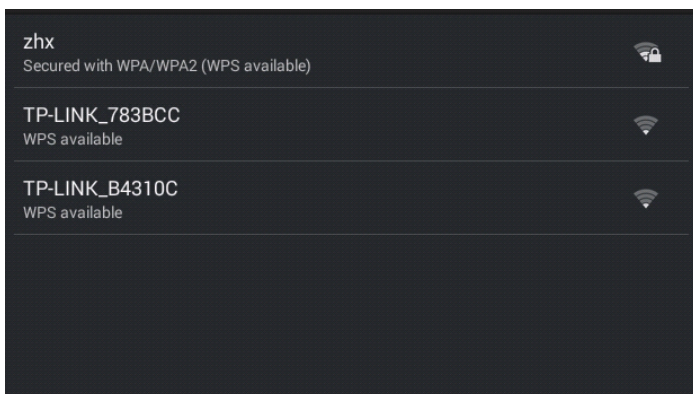 zhx
Secured with WPA/WPA2 (WPS available)
TP-LINK_783BCC
WPS available
TP-LINK_B4310C
WPS available